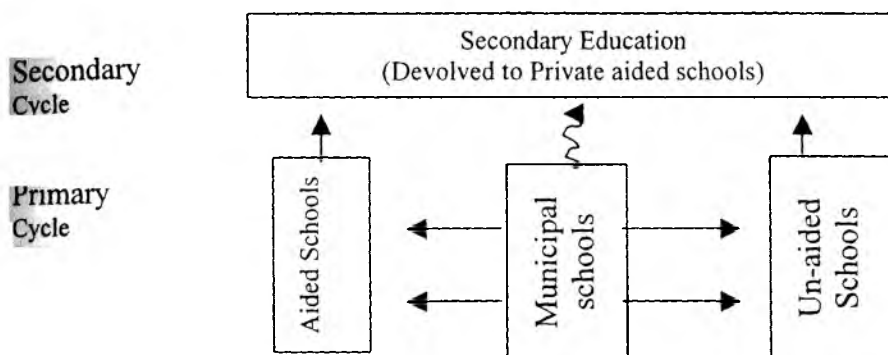 Secondary Education
(Devolved to Private aided schools)
Secondary
Cycle
Primary
Cycle
Aided Schools
Municipal
schools
Un-aided
Schools